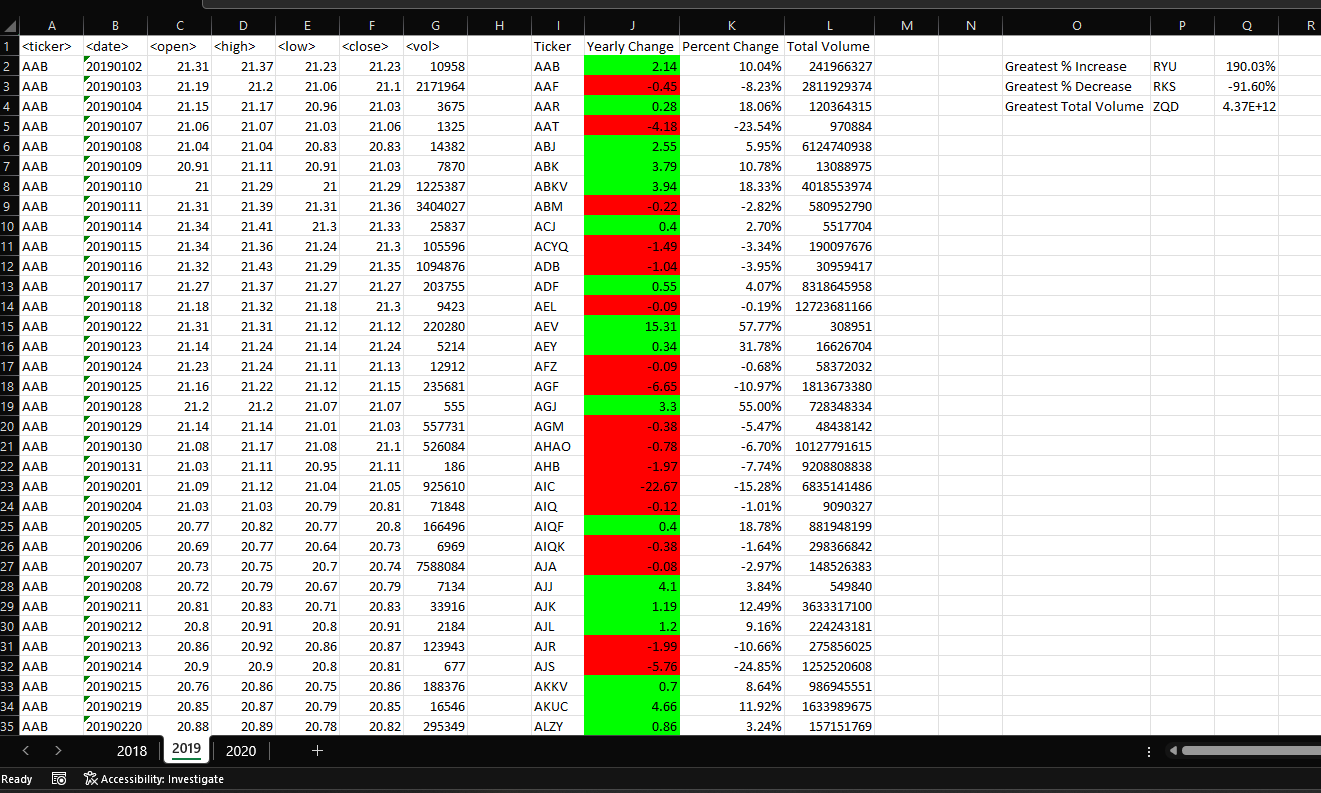 A B C D E F G H I J K L M N O P Q R
1 <ticker> <date> <open> <high> <low> <close> <vol> Ticker Yearly Change Percent Change Total Volume
2 AAB 20190102 21.31 21.37 21.23 21.23 10958 AAB 2.14 10.04% 241966327 Greatest % Increase RYU 190.03%
3 AAB 20190103 21.19 21.2 21.06 21.1 2171964 AAF -0.45 -8.23% 2811929374 Greatest % Decrease RKS -91.60%
4 AAB 20190104 21.15 21.17 20.96 21.03 3675 AAR 0.28 18.06% 120364315 Greatest Total Volume ZQD 4.37E+12
5 AAB 20190107 21.06 21.07 21.03 21.06 1325 AAT -4.18 -23.54% 970884
6 AAB 20190108 21.04 21.04 20.83 20.83 14382 ABJ 2.55 5.95% 6124740938
7 AAB 20190109 20.91 21.11 20.91 21.03 7870 ABK 3.79 10.78% 13088975
8 AAB 20190110 21 21.29 21 21.29 1225387 ABKV 3.94 18.33% 4018553974
9 AAB 20190111 21.31 21.39 21.31 21.36 3404027 ABM -0.22 -2.82% 580952790
10 AAB 20190114 21.34 21.41 21.3 21.33 25837 ACJ 0.4 2.70% 5517704
11 AAB 20190115 21.34 21.36 21.24 21.3 105596 ACYQ -1.49 -3.34% 190097676
12 AAB 20190116 21.32 21.43 21.29 21.35 1094876 ADB -1.04 -3.95% 30959417
13 AAB 20190117 21.27 21.37 21.27 21.27 203755 ADF 0.55 4.07% 8318645958
14 AAB 20190118 21.18 21.32 21.18 21.3 9423 AEL -0.09 -0.19% 12723681166
15 AAB 20190122 21.31 21.31 21.12 21.12 220280 AEV 15.31 57.77% 308951
16 AAB 20190123 21.14 21.24 21.14 21.24 5214 AEY 0.34 31.78% 16626704
17 AAB 20190124 21.23 21.24 21.11 21.13 12912 AFZ -0.09 -0.68% 58372032
18 AAB 20190125 21.16 21.22 21.12 21.15 235681 AGF -6.65 -10.97% 1813673380
19 AAB 20190128 21.2 21.2 21.07 21.07 555 AGJ 3.3 55.00% 728348334
20 AAB 20190129 21.14 21.14 21.01 21.03 557731 AGM -0.38 -5.47% 48438142
21 AAB 20190130 21.08 21.17 21.08 21.1 526084 AHAO -0.78 -6.70% 10127791615
22 AAB 20190131 21.03 21.11 20.95 21.11 186 AHB -1.97 -7.74% 9208808838
23 AAB 20190201 21.09 21.12 21.04 21.05 925610 AIC -22.67 -15.28% 6835141486
24 AAB 20190204 21.03 21.03 20.79 20.81 71848 AIQ -0.12 -1.01% 9090327
25 AAB 20190205 20.77 20.82 20.77 20.8 166496 AIQF 0.4 18.78% 881948199
26 AAB 20190206 20.69 20.77 20.64 20.73 6969 AIQK -0.38 -1.64% 298366842
27 AAB 20190207 20.73 20.75 20.7 20.74 7588084 AJA -0.08 -2.97% 148526383
28 AAB 20190208 20.72 20.79 20.67 20.79 7134 AJJ 4.1 3.84% 549840
29 AAB 20190211 20.81 20.83 20.71 20.83 33916 AJK 1.19 12.49% 3633317100
30 AAB 20190212 20.8 20.91 20.8 20.91 2184 AJL 1.2 9.16% 224243181
31 AAB 20190213 20.86 20.92 20.86 20.87 123943 AJR -1.99 -10.66% 275856025
32 AAB 20190214 20.9 20.9 20.8 20.81 677 AJS -5.76 -24.85% 1252520608
33 AAB 20190215 20.76 20.86 20.75 20.86 188376 AKKV 0.7 8.64% 986945551
34 AAB 20190219 20.85 20.87 20.79 20.85 16546 AKUC 4.66 11.92% 1633989675
35 AAB 20190220 20.88 20.89 20.78 20.82 295349 ALZY 0.86 3.24% 157151769
2018 2019 2020
Ready Accessibility: Investigate